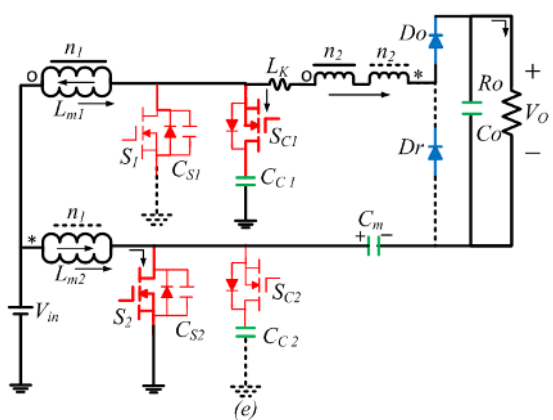 n1
o
Lm1
S1
CS1
SC1
CC1
LK
n2
n2
o
*
Do
Dr
Ro
Co
+
VO
−
n1
*
Lm2
S2
CS2
SC2
CC2
Cm
+
−
Vin
(e)